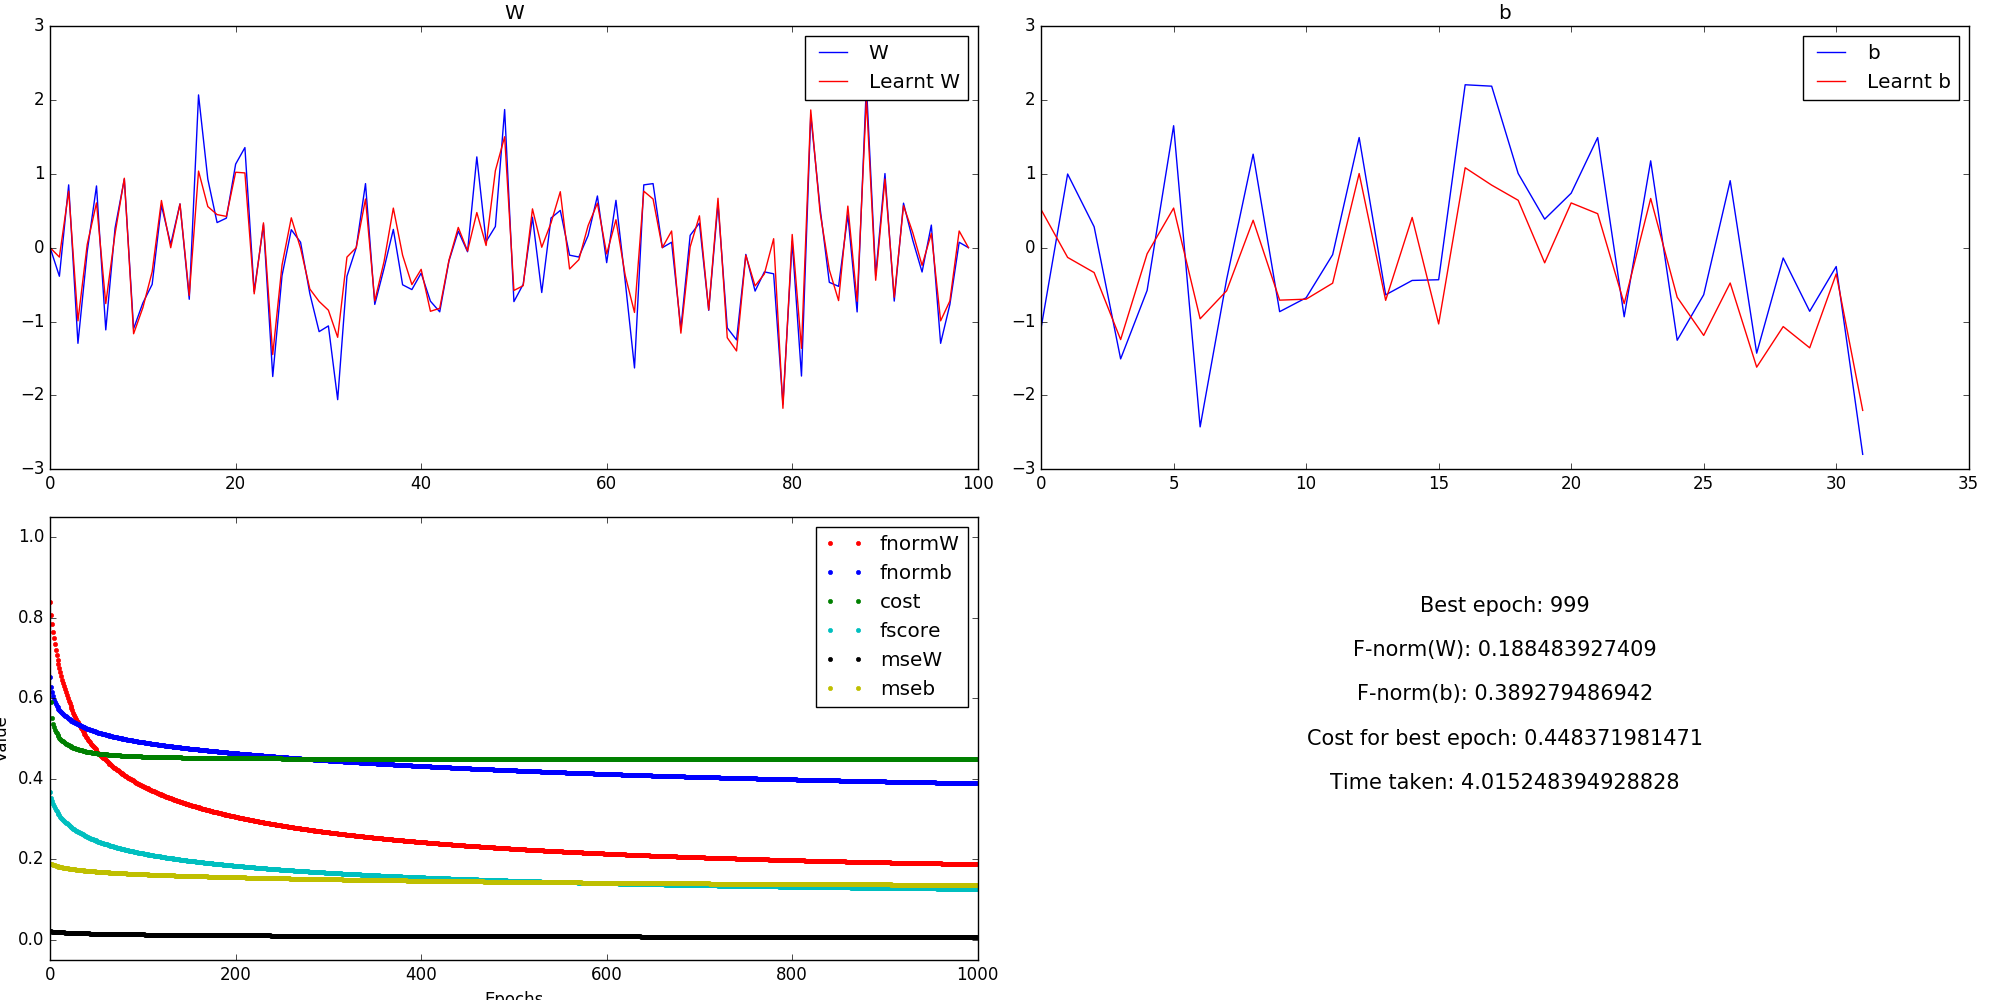 W
3
2
1
0
−1
−2
−3
0 20 40 60 80 100
W
Learnt W
b
3
2
1
0
−1
−2
−3
0 5 10 15 20 25 30 35
b
Learnt b
1.0
0.8
0.6
0.4
0.2
0.0
0 200 400 600 800 1000
Epochs
fnormW
fnormb
cost
fscore
mseW
mseb
Best epoch: 999
F-norm(W): 0.188483927409
F-norm(b): 0.389279486942
Cost for best epoch: 0.448371981471
Time taken: 4.015248394928828